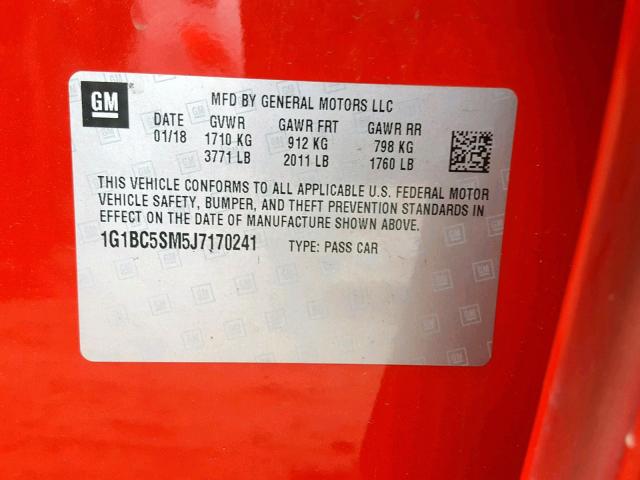 GM
MFD BY GENERAL MOTORS LLC
DATE GVWR GAWR FRT GAWR RR
01/18 1710 KG 912 KG 798 KG
3771 LB 2011 LB 1760 LB
THIS VEHICLE CONFORMS TO ALL APPLICABLE U.S. FEDERAL MOTOR
VEHICLE SAFETY, BUMPER, AND THEFT PREVENTION STANDARDS IN
EFFECT ON THE DATE OF MANUFACTURE SHOWN ABOVE.
1G1BC5SM5J7170241 TYPE: PASS CAR